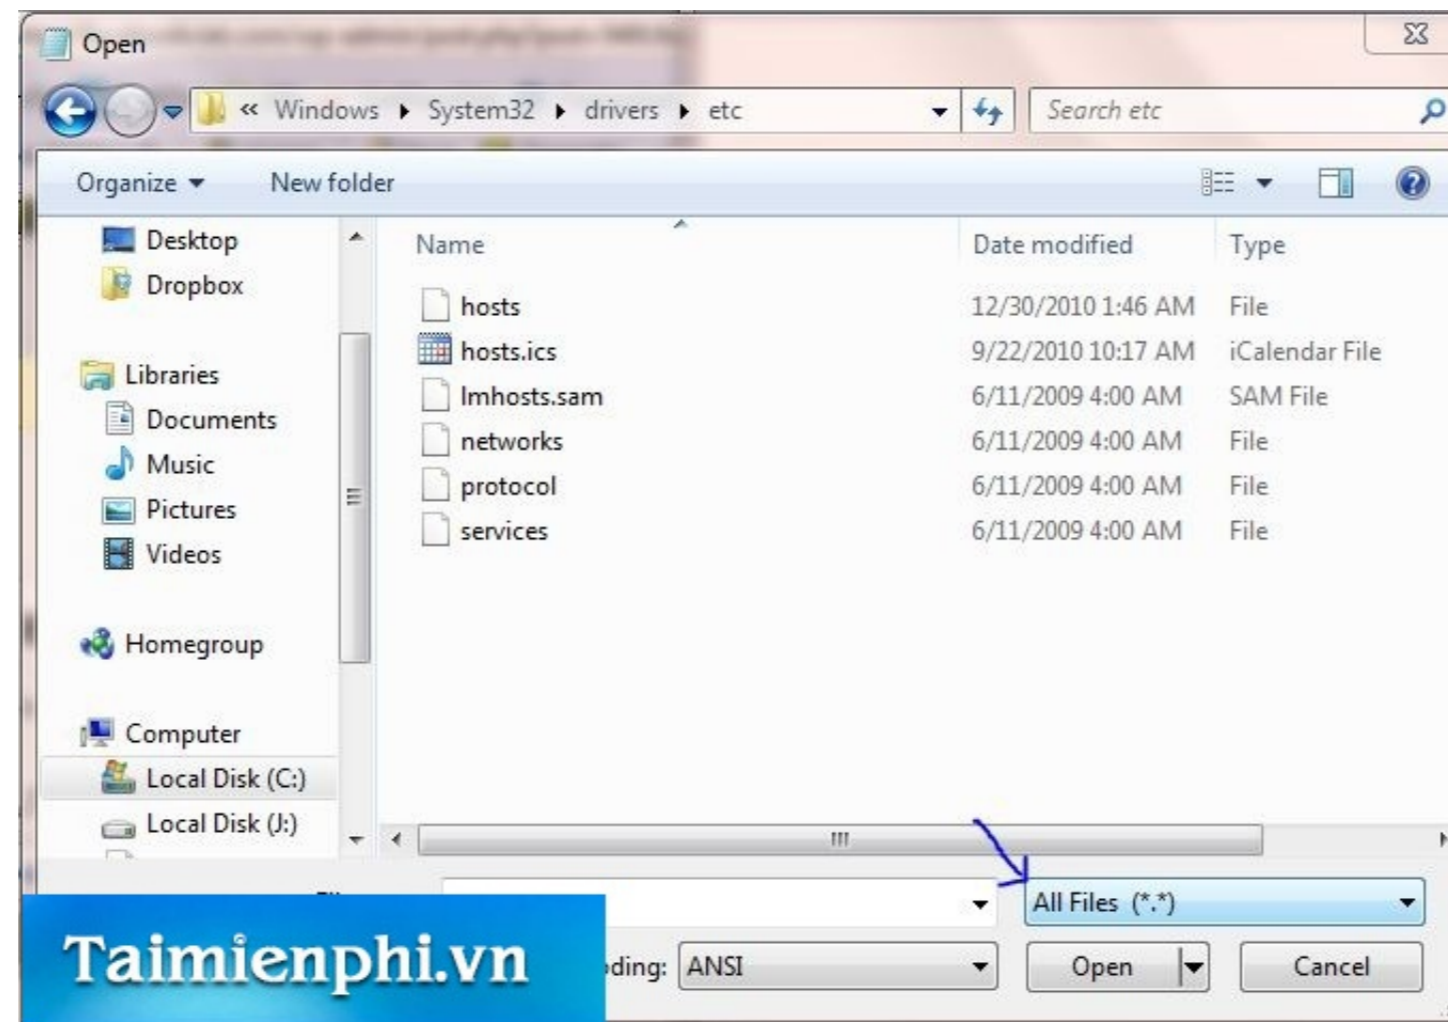 Open
« Windows ▸ System32 ▸ drivers ▸ etc
Search etc
Organize
New folder
Desktop
Dropbox
Libraries
Documents
Music
Pictures
Videos
Homegroup
Computer
Local Disk (C:)
Local Disk (J:)
Name Date modified Type
hosts 12/30/2010 1:46 AM File
hosts.ics 9/22/2010 10:17 AM iCalendar File
lmhosts.sam 6/11/2009 4:00 AM SAM File
networks 6/11/2009 4:00 AM File
protocol 6/11/2009 4:00 AM File
services 6/11/2009 4:00 AM File
All Files (*.*)
Taimienphi.vn
ding: ANSI
Open
Cancel